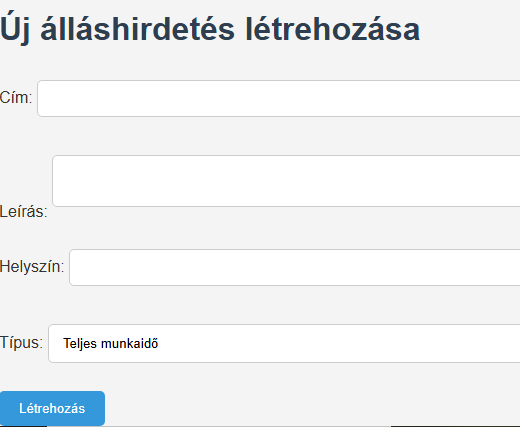 Új álláshirdetés létrehozása
Cím:
Leírás:
Helyszín:
Típus: Teljes munkaidő
Létrehozás